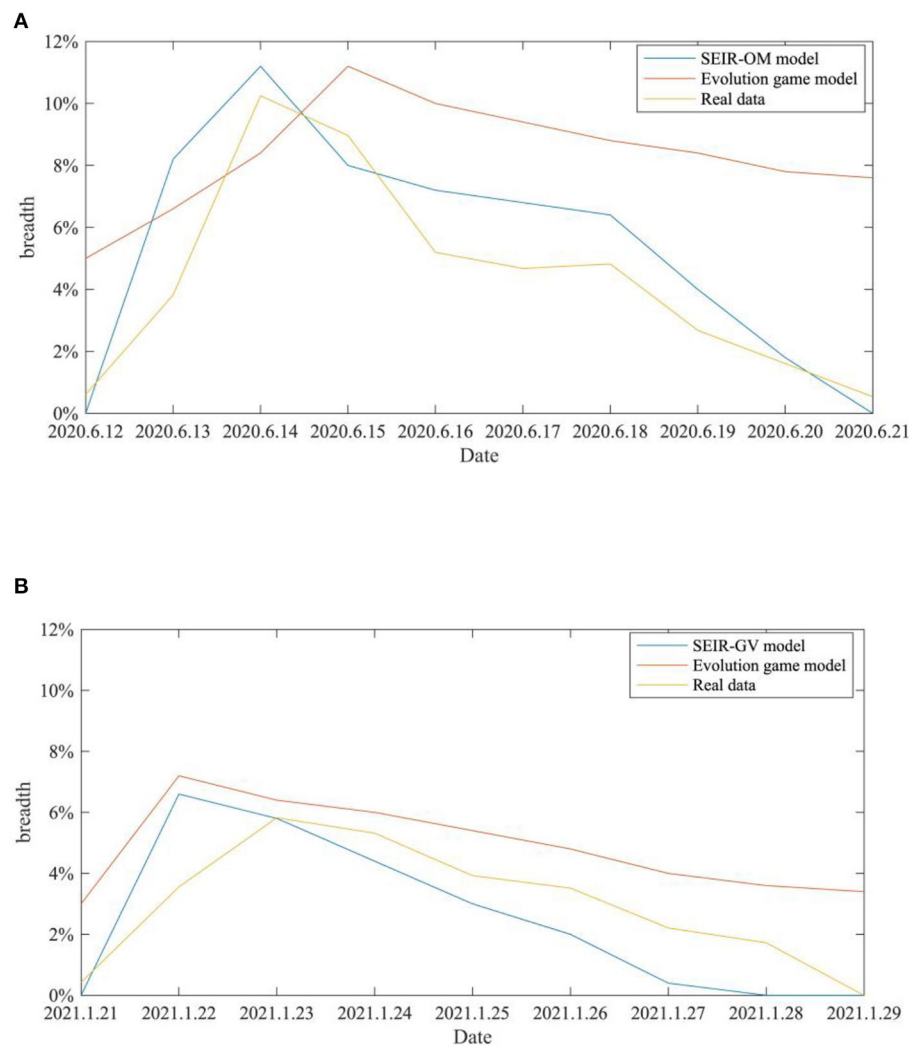 A
12%
10%
8%
6%
4%
2%
0%
breadth
SEIR-OM model
Evolution game model
Real data
2020.6.12 2020.6.13 2020.6.14 2020.6.15 2020.6.16 2020.6.17 2020.6.18 2020.6.19 2020.6.20 2020.6.21
Date
B
12%
10%
8%
6%
4%
2%
0%
breadth
SEIR-GV model
Evolution game model
Real data
2021.1.21 2021.1.22 2021.1.23 2021.1.24 2021.1.25 2021.1.26 2021.1.27 2021.1.28 2021.1.29
Date